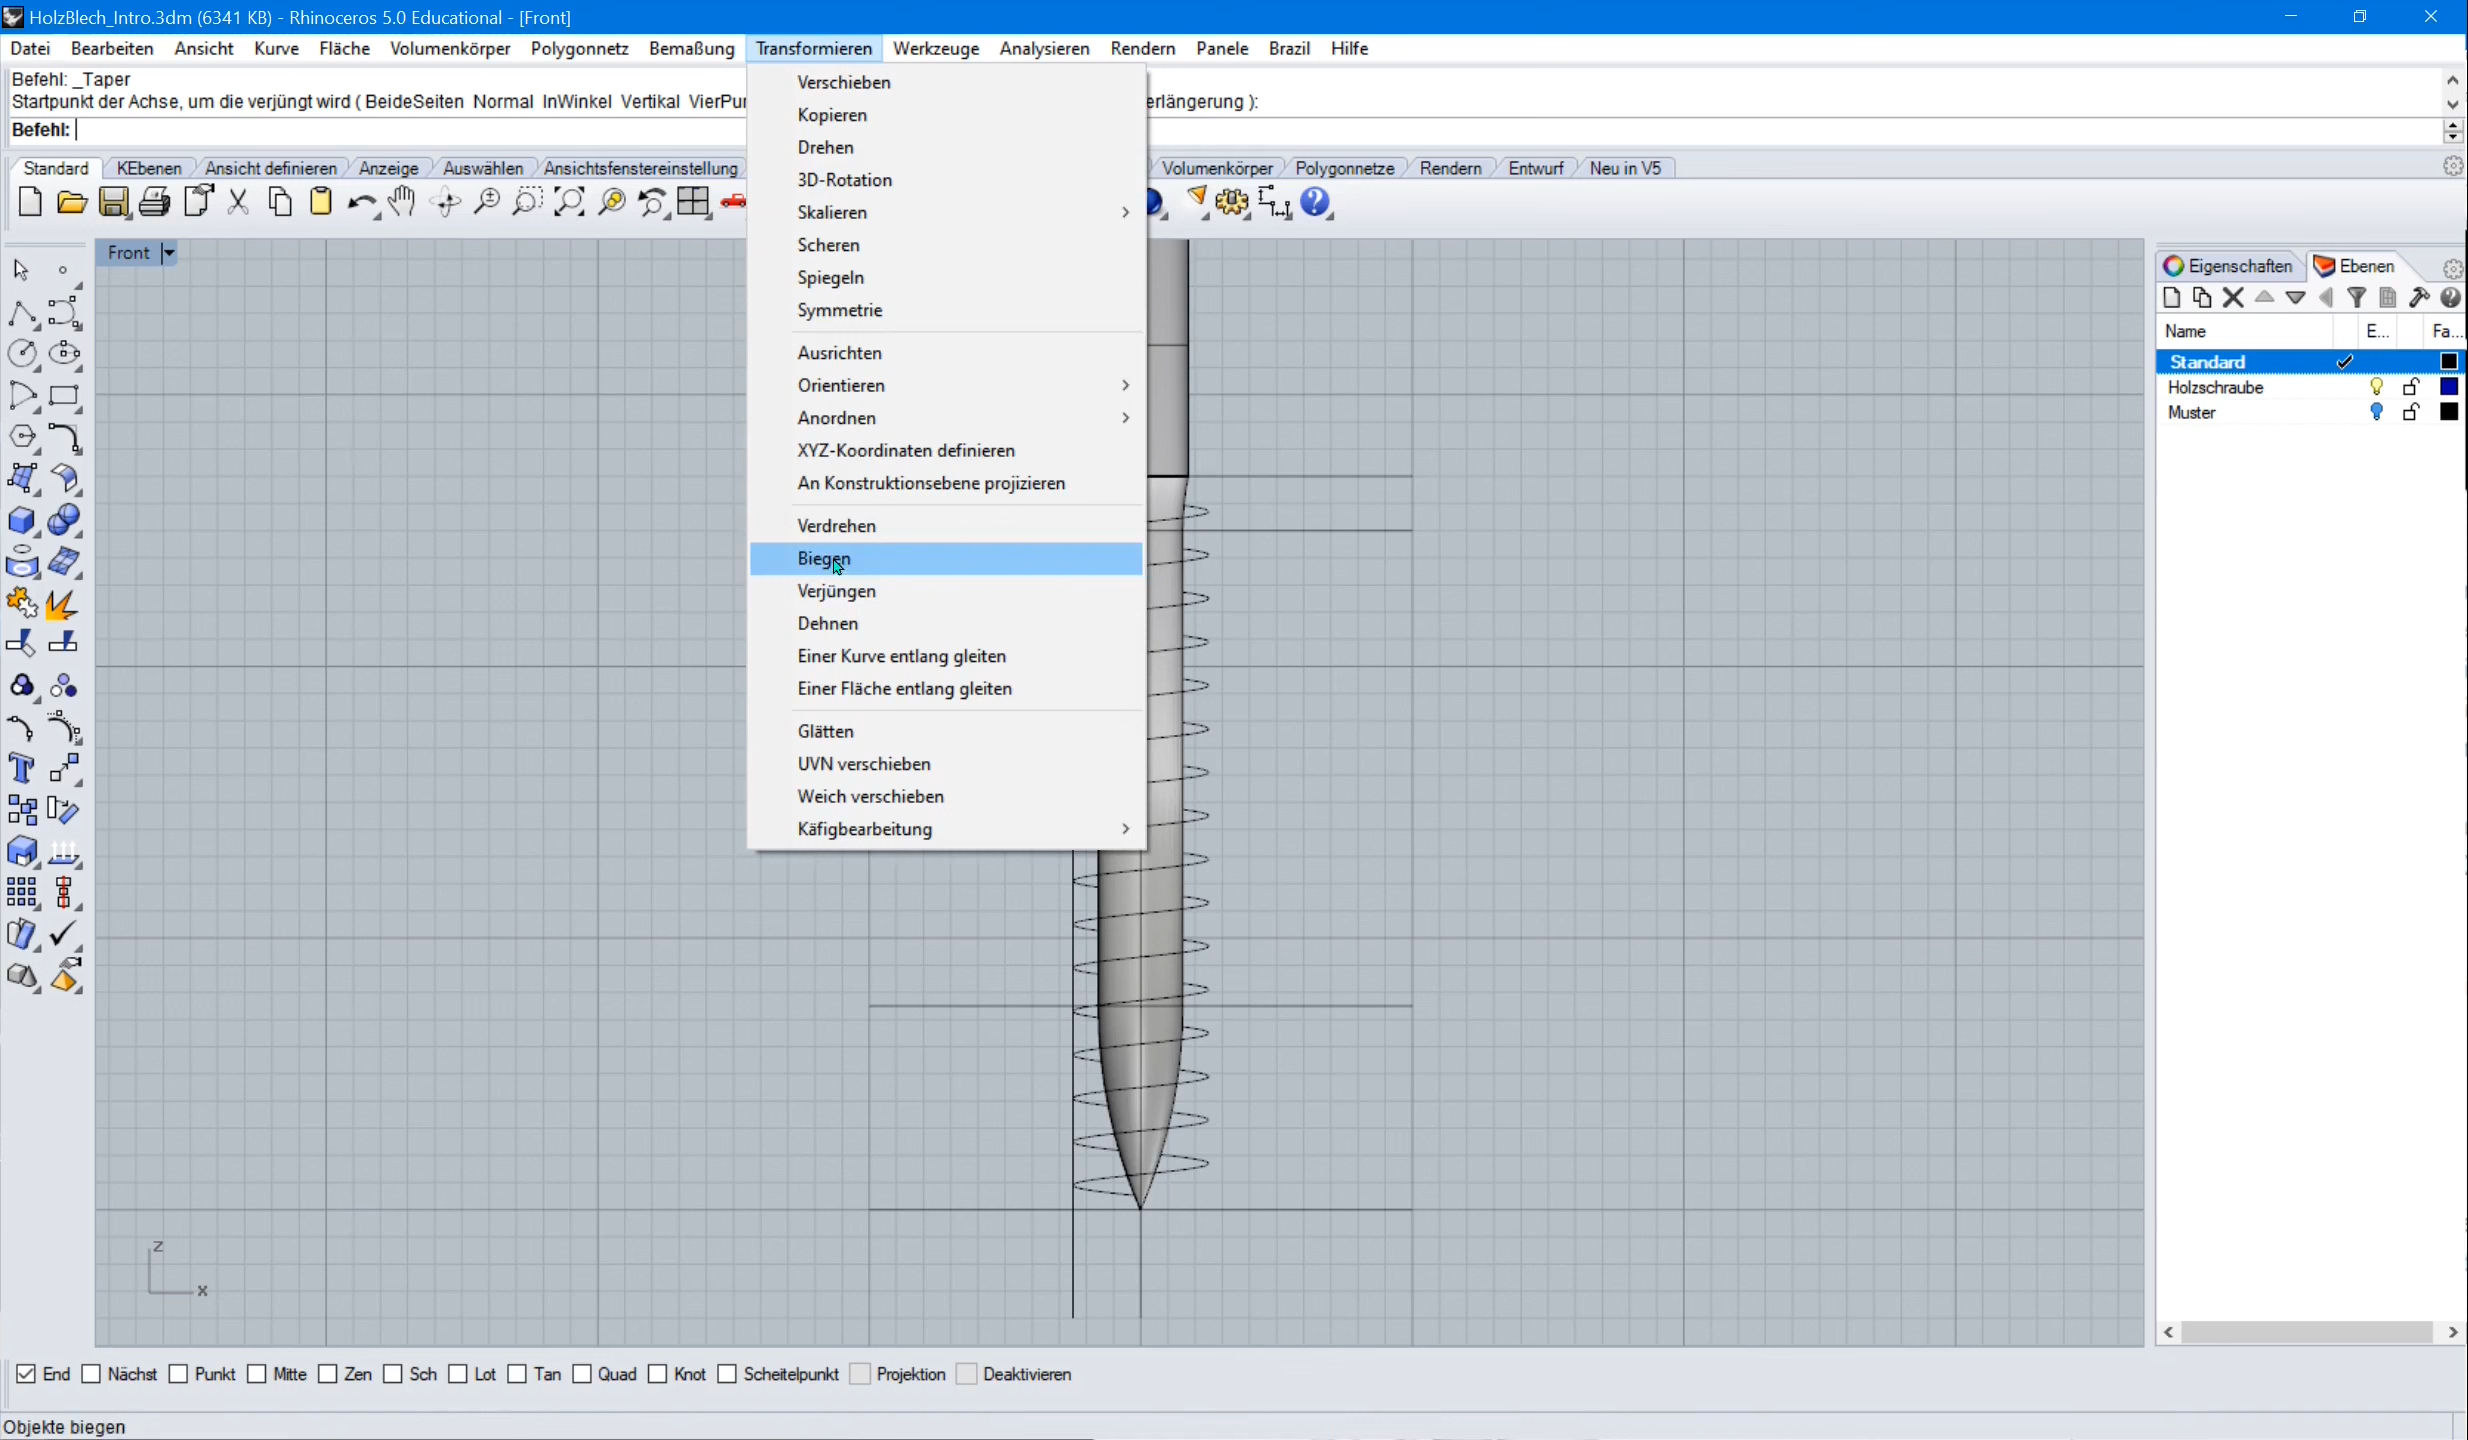 HolzBlech_Intro.3dm (6341 KB) - Rhinoceros 5.0 Educational - [Front]
Datei Bearbeiten Ansicht Kurve Fläche Volumenkörper Polygonnetz Bemaßung Transformieren Werkzeuge Analysieren Rendern Panele Brazil Hilfe
Befehl: _Taper
Startpunkt der Achse, um die verjüngt wird ( BeideSeiten Normal InWinkel Vertikal VierPu erlängerung ):
Befehl:
Standard KEbenen Ansicht definieren Anzeige Auswählen Ansichtsfenstereinstellung Volumenkörper Polygonnetze Rendern Entwurf Neu in V5
Front
Verschieben
Kopieren
Drehen
3D-Rotation
Skalieren
Scheren
Spiegeln
Symmetrie
Ausrichten
Orientieren
Anordnen
XYZ-Koordinaten definieren
An Konstruktionsebene projizieren
Verdrehen
Biegen
Verjüngen
Dehnen
Einer Kurve entlang gleiten
Einer Fläche entlang gleiten
Glätten
UVN verschieben
Weich verschieben
Käfigbearbeitung
Eigenschaften Ebenen
Name E... Fa...
Standard
Holzschraube
Muster
z
x
End Nächst Punkt Mitte Zen Sch Lot Tan Quad Knot Scheitelpunkt Projektion Deaktivieren
Objekte biegen